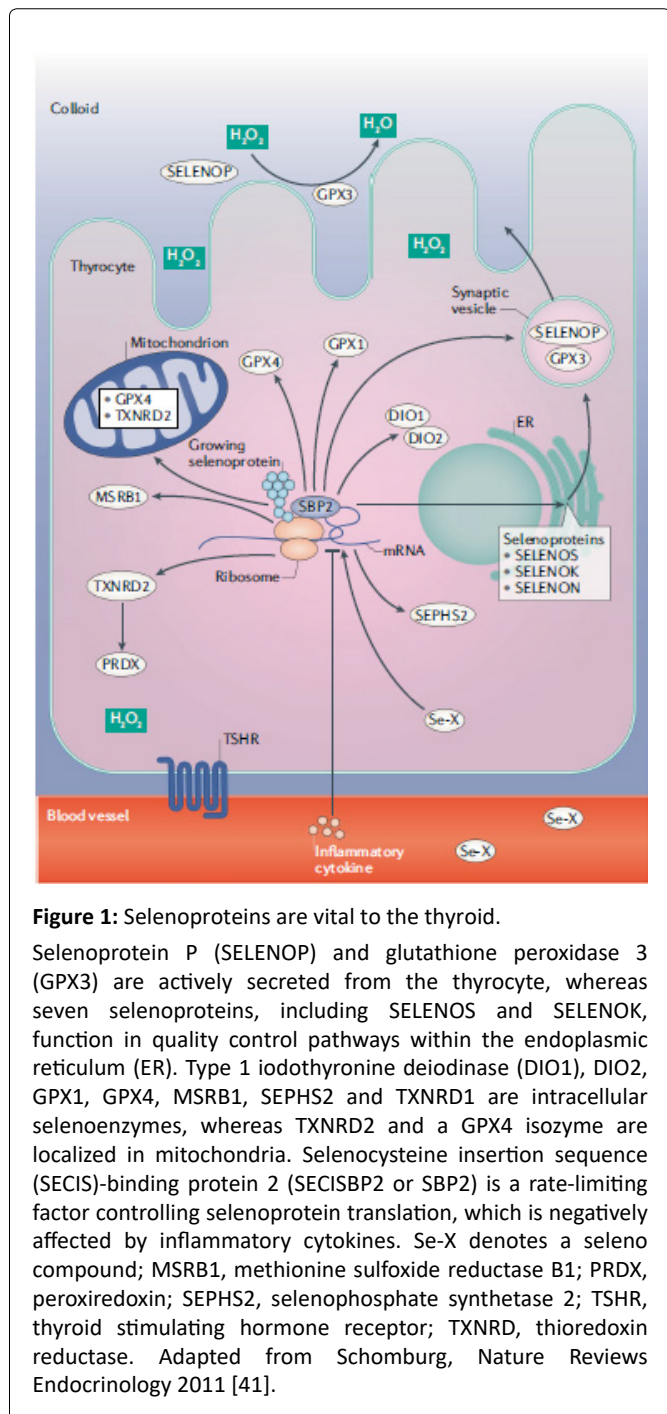 Colloid
H₂O₂
H₂O
SELENOP
GPX3
H₂O₂
H₂O₂
Thyrocyte
Synaptic
vesicle
SELENOP
GPX3
Mitochondrion
• GPX4
• TXNRD2
GPX4
GPX1
DIO1
DIO2
ER
Growing
selenoprotein
MSRB1
SBP2
mRNA
Ribosome
Selenoproteins
• SELENOS
• SELENOK
• SELENON
TXNRD2
SEPHS2
PRDX
Se-X
H₂O₂
TSHR
Blood vessel
Inflammatory
cytokine
Se-X
Se-X
Figure 1: Selenoproteins are vital to the thyroid.
Selenoprotein P (SELENOP) and glutathione peroxidase 3
(GPX3) are actively secreted from the thyrocyte, whereas
seven selenoproteins, including SELENOS and SELENOK,
function in quality control pathways within the endoplasmic
reticulum (ER). Type 1 iodothyronine deiodinase (DIO1), DIO2,
GPX1, GPX4, MSRB1, SEPHS2 and TXNRD1 are intracellular
selenoenzymes, whereas TXNRD2 and a GPX4 isozyme are
localized in mitochondria. Selenocysteine insertion sequence
(SECIS)-binding protein 2 (SECISBP2 or SBP2) is a rate-limiting
factor controlling selenoprotein translation, which is negatively
affected by inflammatory cytokines. Se-X denotes a seleno
compound; MSRB1, methionine sulfoxide reductase B1; PRDX,
peroxiredoxin; SEPHS2, selenophosphate synthetase 2; TSHR,
thyroid stimulating hormone receptor; TXNRD, thioredoxin
reductase. Adapted from Schomburg, Nature Reviews
Endocrinology 2011 [41].